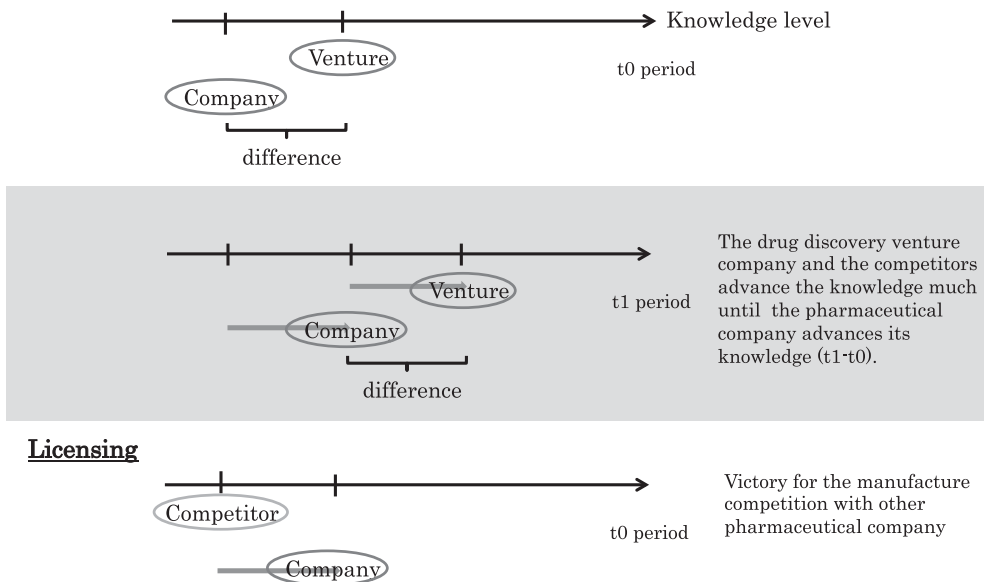 Knowledge level
Venture
t0 period
Company
difference
The drug discovery venture
company and the competitors
advance the knowledge much
until the pharmaceutical
company advances its
knowledge (t1-t0).
Venture
t1 period
Company
difference
Licensing
Victory for the manufacture
competition with other
pharmaceutical company
Competitor
t0 period
Company